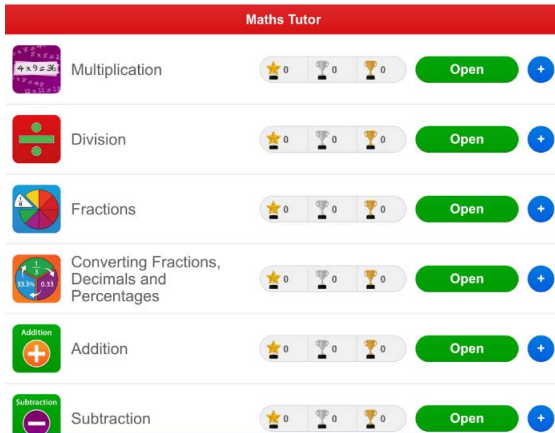 Maths Tutor
4 x 9 = 36
Multiplication
0 0 0
Open
+
Division
0 0 0
Open
+
Fractions
0 0 0
Open
+
1/3
33.3% 0.33
Converting Fractions,
Decimals and
Percentages
0 0 0
Open
+
Addition
Addition
0 0 0
Open
+
Subtraction
Subtraction
0 0 0
Open
+